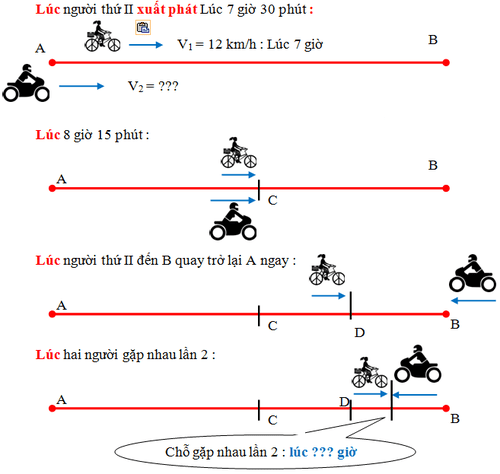 Lúc người thứ II xuất phát Lúc 7 giờ 30 phút :
A
V1 = 12 km/h : Lúc 7 giờ
B
V2 = ???
Lúc 8 giờ 15 phút :
A
B
C
Lúc người thứ II đến B quay trở lại A ngay :
A
C
D
B
Lúc hai người gặp nhau lần 2 :
A
C
D
B
Chỗ gặp nhau lần 2 : lúc ??? giờ